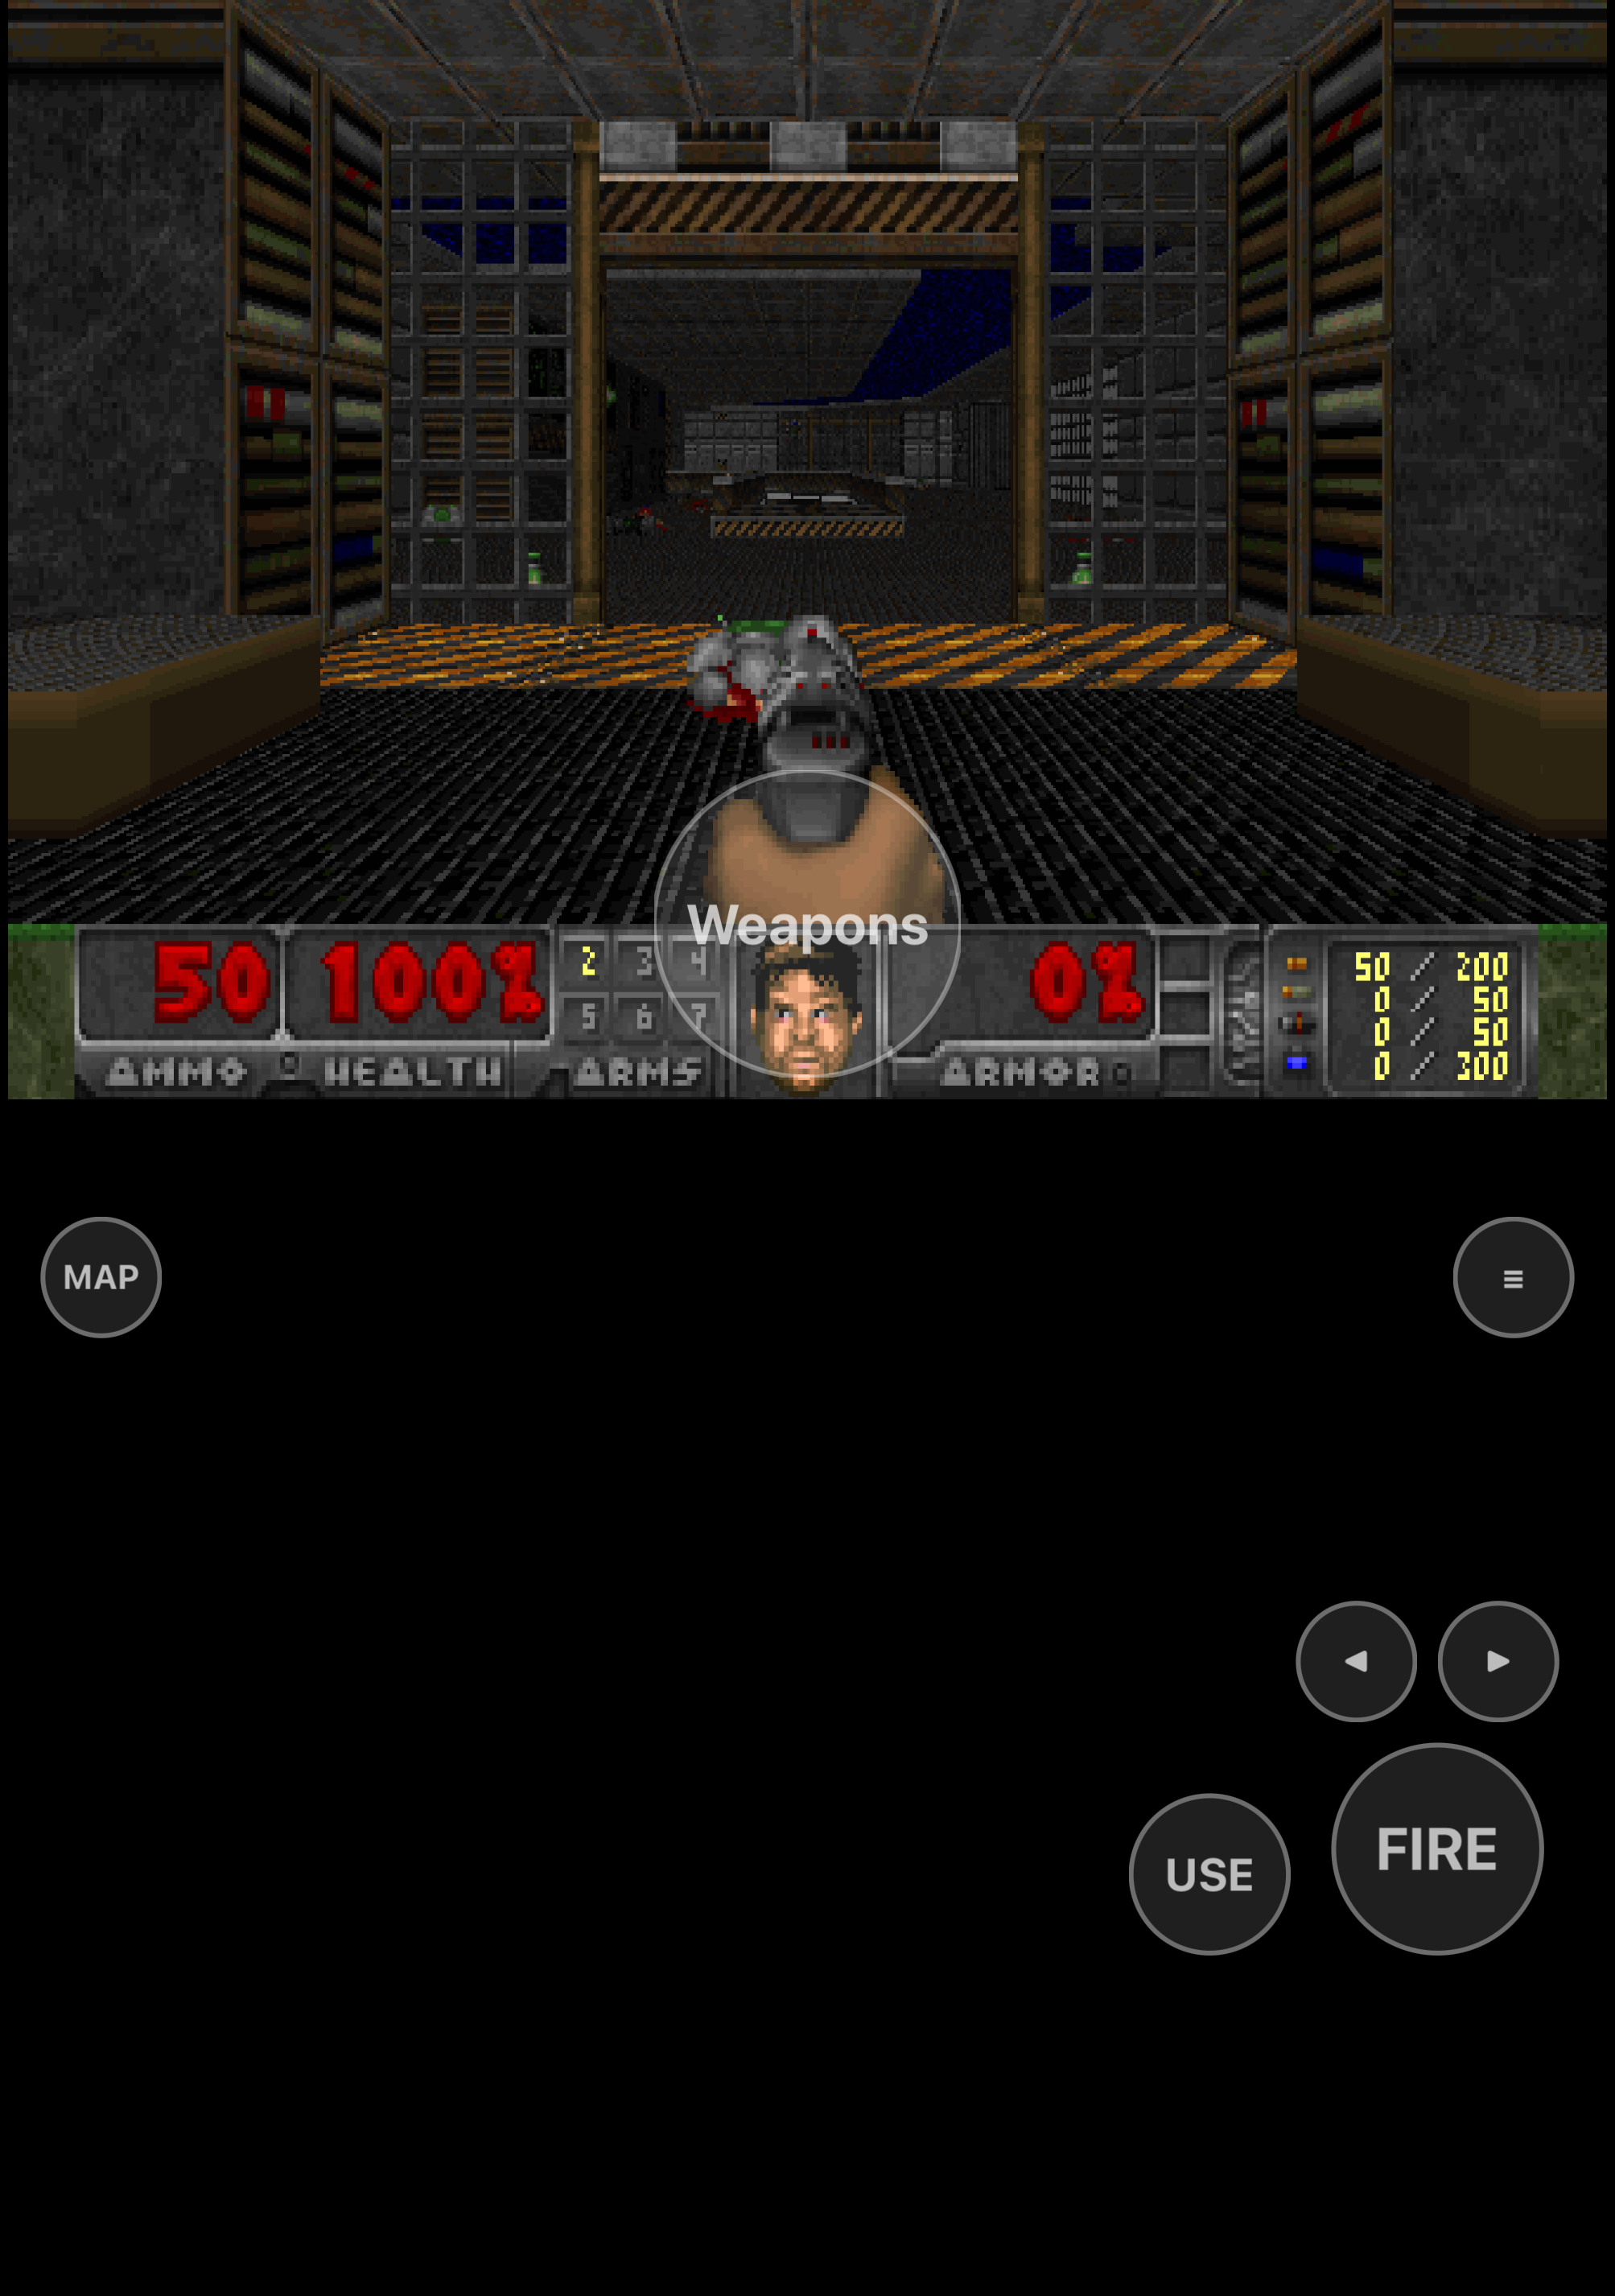 Weapons
50 100% 2 3 4 0% 50 / 200
5 6 7 0 / 50
0 / 50
0 / 300
AMMO HEALTH ARMS ARMOR
MAP ≡
◀ ▶
USE FIRE